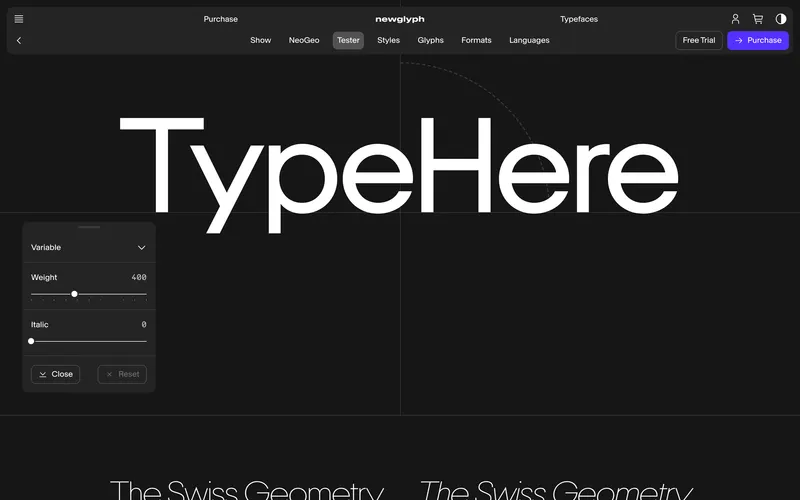 Purchase newglyph Typefaces
Show NeoGeo Tester Styles Glyphs Formats Languages Free Trial Purchase
TypeHere
Variable
Weight 400
Italic 0
Close Reset
The Swiss Geometry The Swiss Geometry